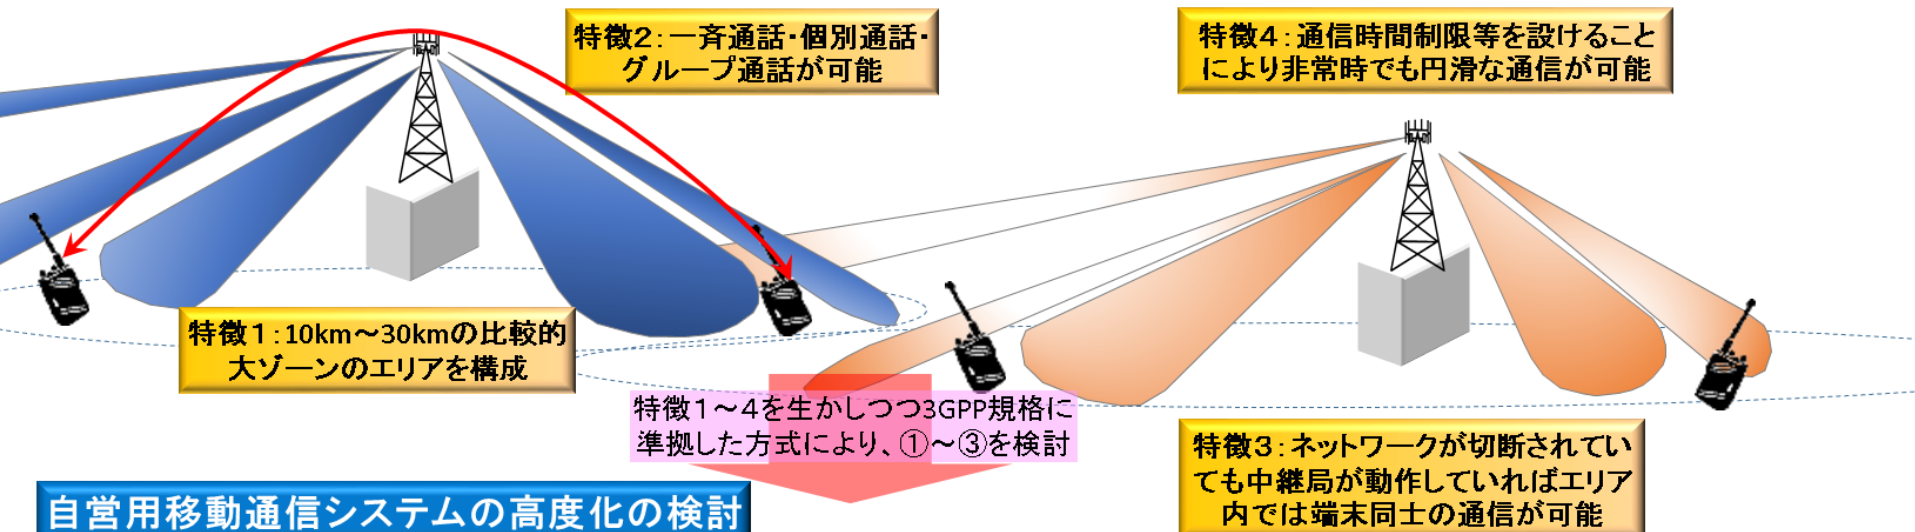 特徴2:一斉通話・個別通話・
グループ通話が可能
特徴4:通信時間制限等を設けること
により非常時でも円滑な通信が可能
特徴1:10km～30kmの比較的
大ゾーンのエリアを構成
特徴1～4を生かしつつ3GPP規格に
準拠した方式により、①～③を検討
特徴3:ネットワークが切断されてい
ても中継局が動作していればエリア
内では端末同士の通信が可能
自営用移動通信システムの高度化の検討